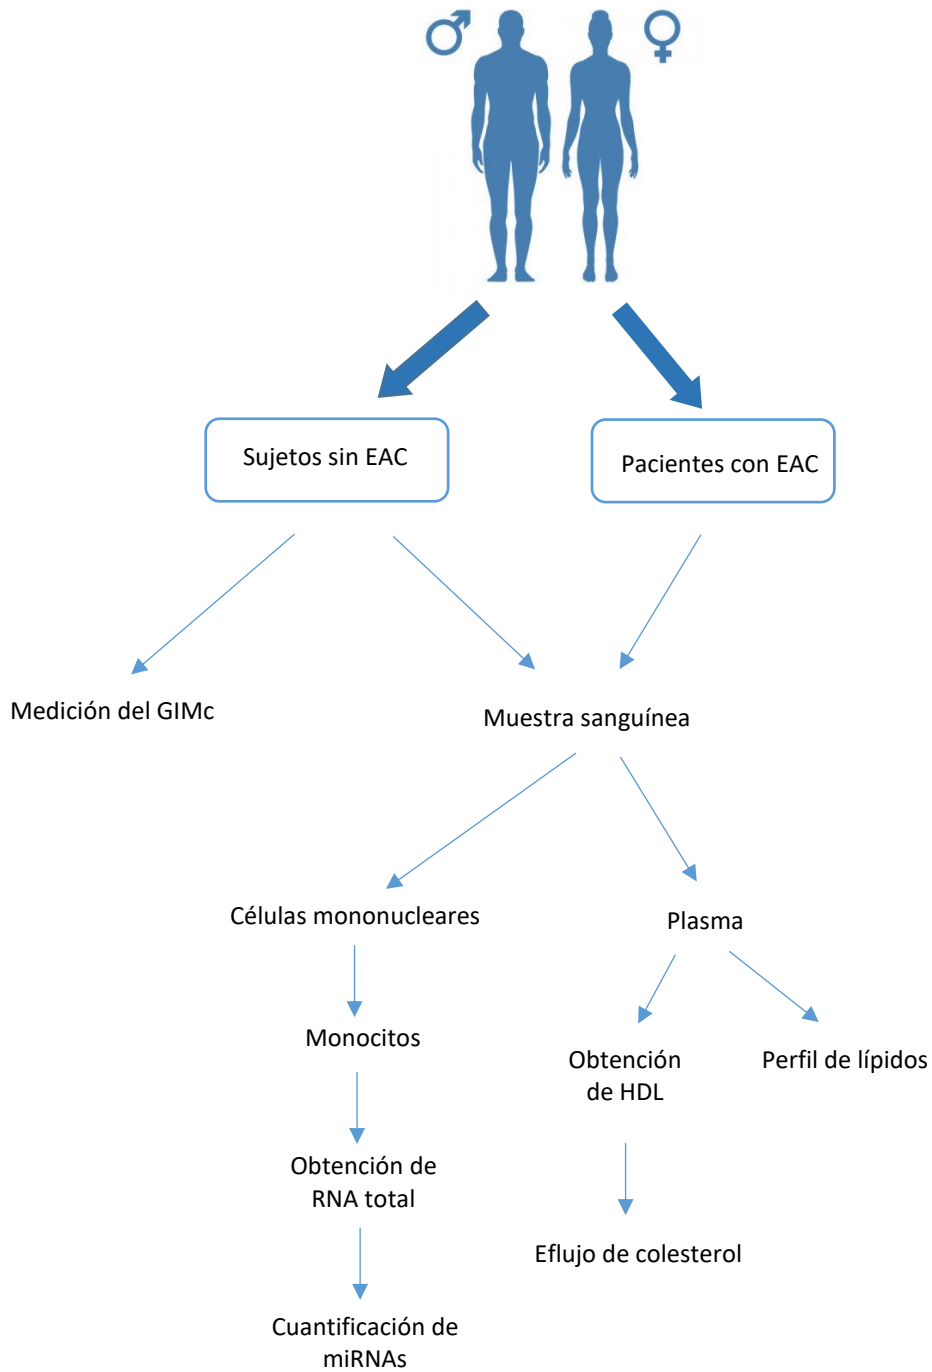 Sujetos sin EAC
Pacientes con EAC
Medición del GIMc
Muestra sanguínea
Células mononucleares
Plasma
Monocitos
Obtención
de HDL
Perfil de lípidos
Obtención de
RNA total
Eflujo de colesterol
Cuantificación de
miRNAs